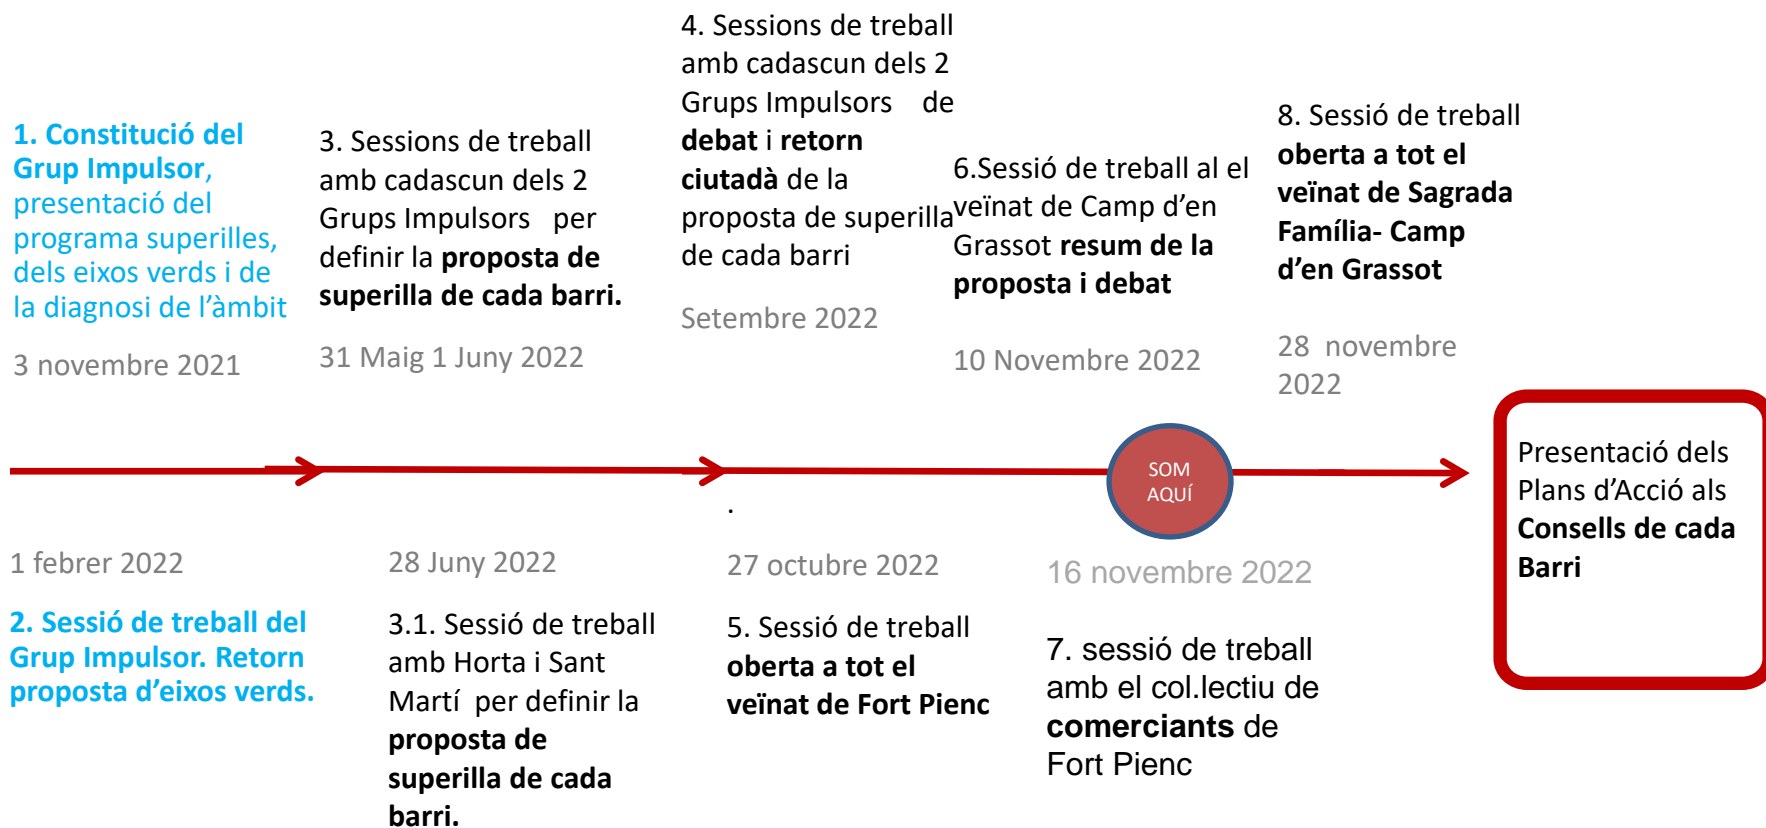 1. Constitució del
Grup Impulsor,
presentació del
programa superilles,
dels eixos verds i de
la diagnosi de l'àmbit
3 novembre 2021
3. Sessions de treball
amb cadascun dels 2
Grups Impulsors per
definir la proposta de
superilla de cada barri.
31 Maig 1 Juny 2022
4. Sessions de treball
amb cadascun dels 2
Grups Impulsors de
debat i retorn
ciutadà de la
proposta de superilla
de cada barri
Setembre 2022
6.Sessió de treball al el
veïnat de Camp d'en
Grassot resum de la
proposta i debat
10 Novembre 2022
8. Sessió de treball
oberta a tot el
veïnat de Sagrada
Família- Camp
d'en Grassot
28 novembre
2022
SOM
AQUÍ
Presentació dels
Plans d'Acció als
Consells de cada
Barri
1 febrer 2022
2. Sessió de treball del
Grup Impulsor. Retorn
proposta d'eixos verds.
28 Juny 2022
3.1. Sessió de treball
amb Horta i Sant
Martí per definir la
proposta de
superilla de cada
barri.
.
27 octubre 2022
5. Sessió de treball
oberta a tot el
veïnat de Fort Pienc
16 novembre 2022
7. sessió de treball
amb el col.lectiu de
comerciants de
Fort Pienc